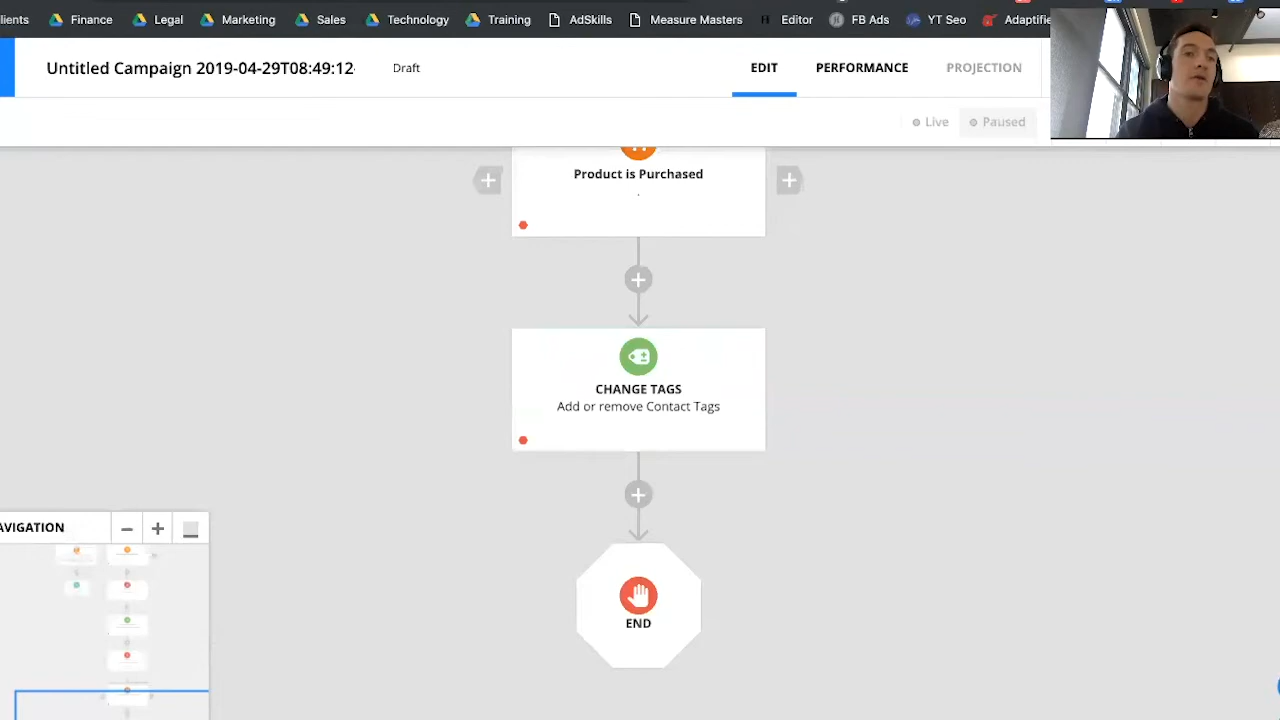 lients Finance Legal Marketing Sales Technology Training AdSkills Measure Masters Editor FB Ads YT Seo Adaptifie
Untitled Campaign 2019-04-29T08:49:12 Draft EDIT PERFORMANCE PROJECTION
Live Paused
Product is Purchased
CHANGE TAGS
Add or remove Contact Tags
AVIGATION
END